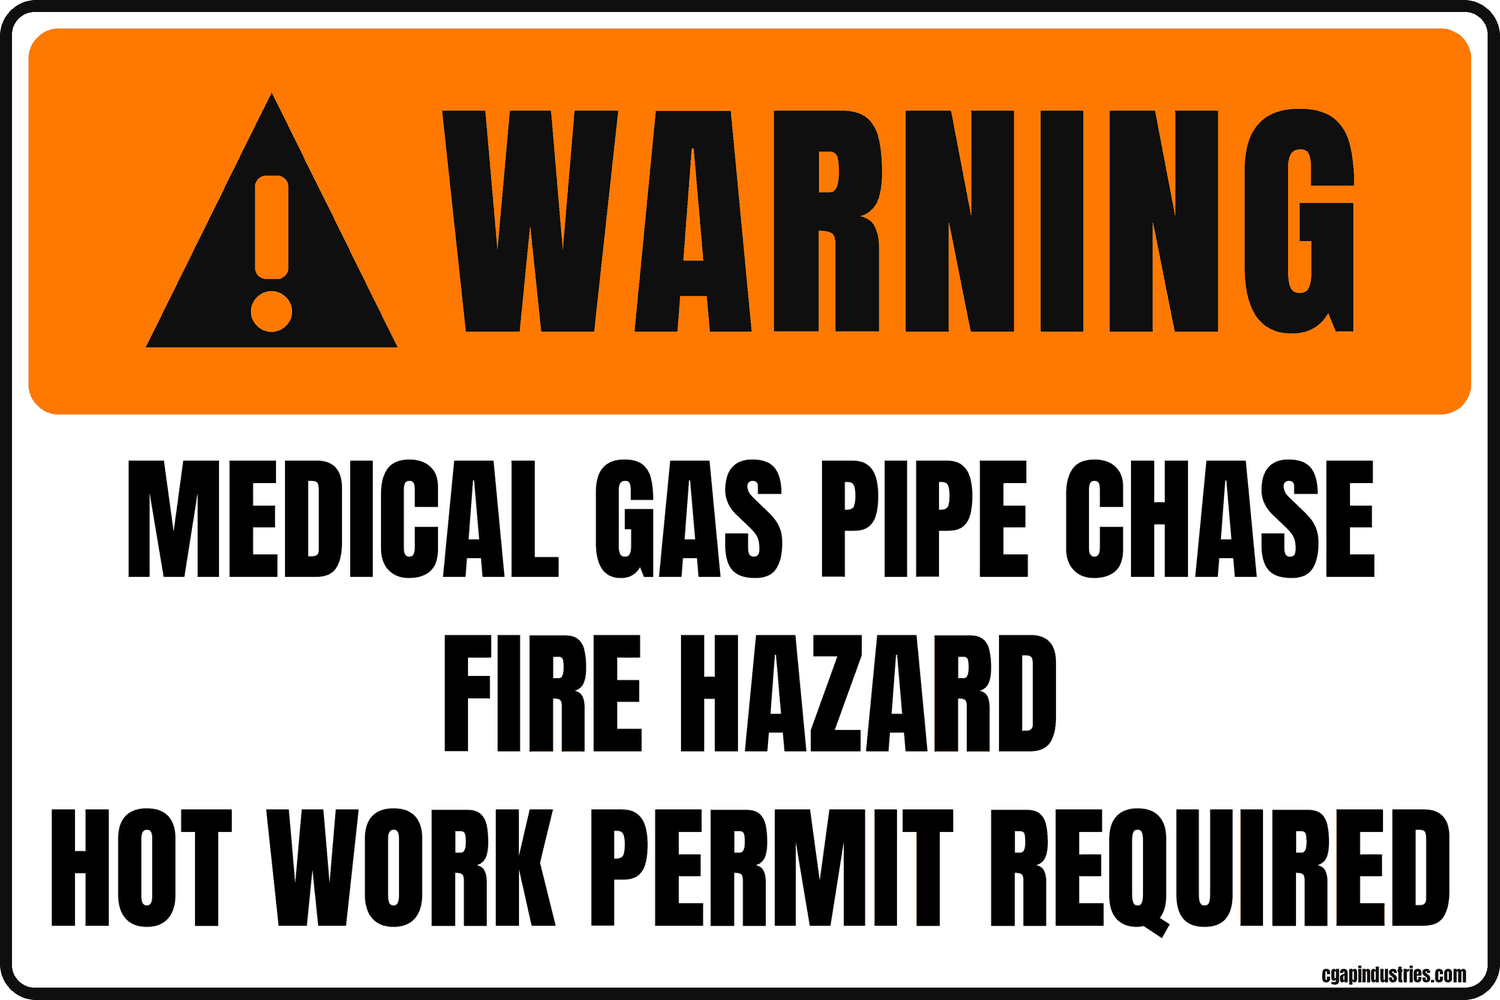 WARNING
MEDICAL GAS PIPE CHASE
FIRE HAZARD
HOT WORK PERMIT REQUIRED
cgapindustries.com